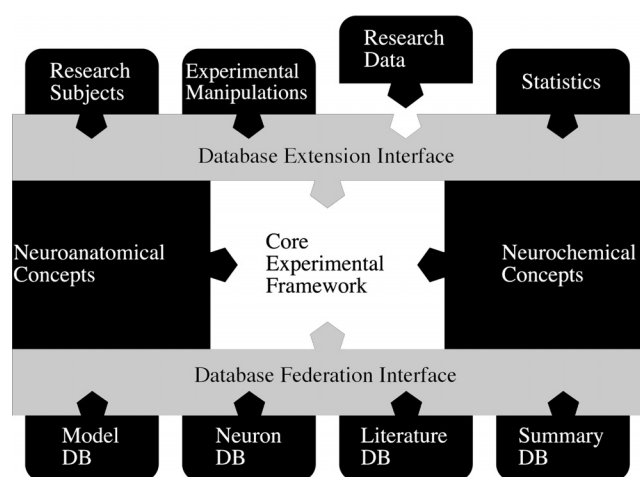 Research
Subjects
Experimental
Manipulations
Research
Data
Statistics
Database Extension Interface
Neuroanatomical
Concepts
Core
Experimental
Framework
Neurochemical
Concepts
Database Federation Interface
Model
DB
Neuron
DB
Literature
DB
Summary
DB